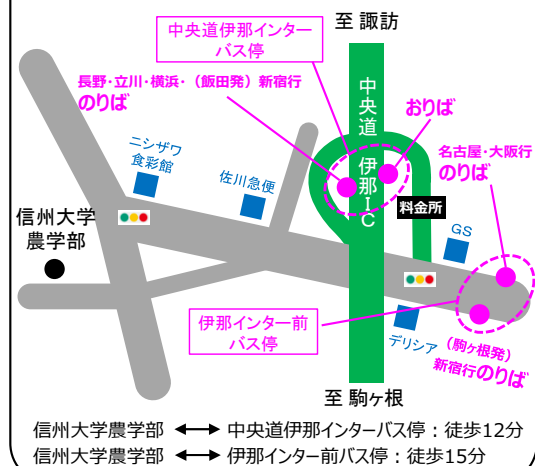 至 諏訪
中央道伊那インター
バス停
長野・立川・横浜・（飯田発）新宿行
のりば
中央道 伊那IC
おりば
名古屋・大阪行
のりば
ニシザワ
食彩館
佐川急便
料金所
信州大学
農学部
GS
伊那インター前
バス停
デリシア
（駒ヶ根発）
新宿行のりば
至 駒ヶ根
信州大学農学部 ⟷ 中央道伊那インターバス停：徒歩12分
信州大学農学部 ⟷ 伊那インター前バス停：徒歩15分